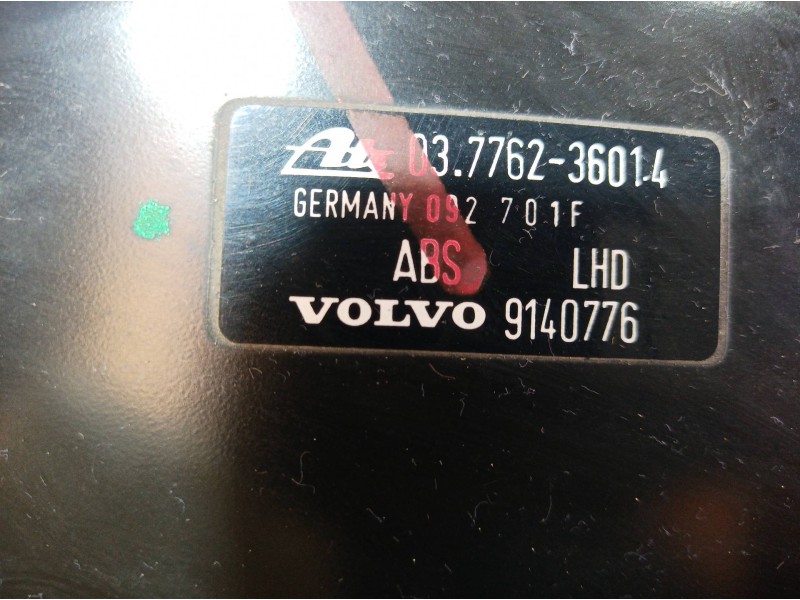 Ate 03.7762-3601.4
GERMANY 092 701F
ABS LHD
VOLVO 9140776